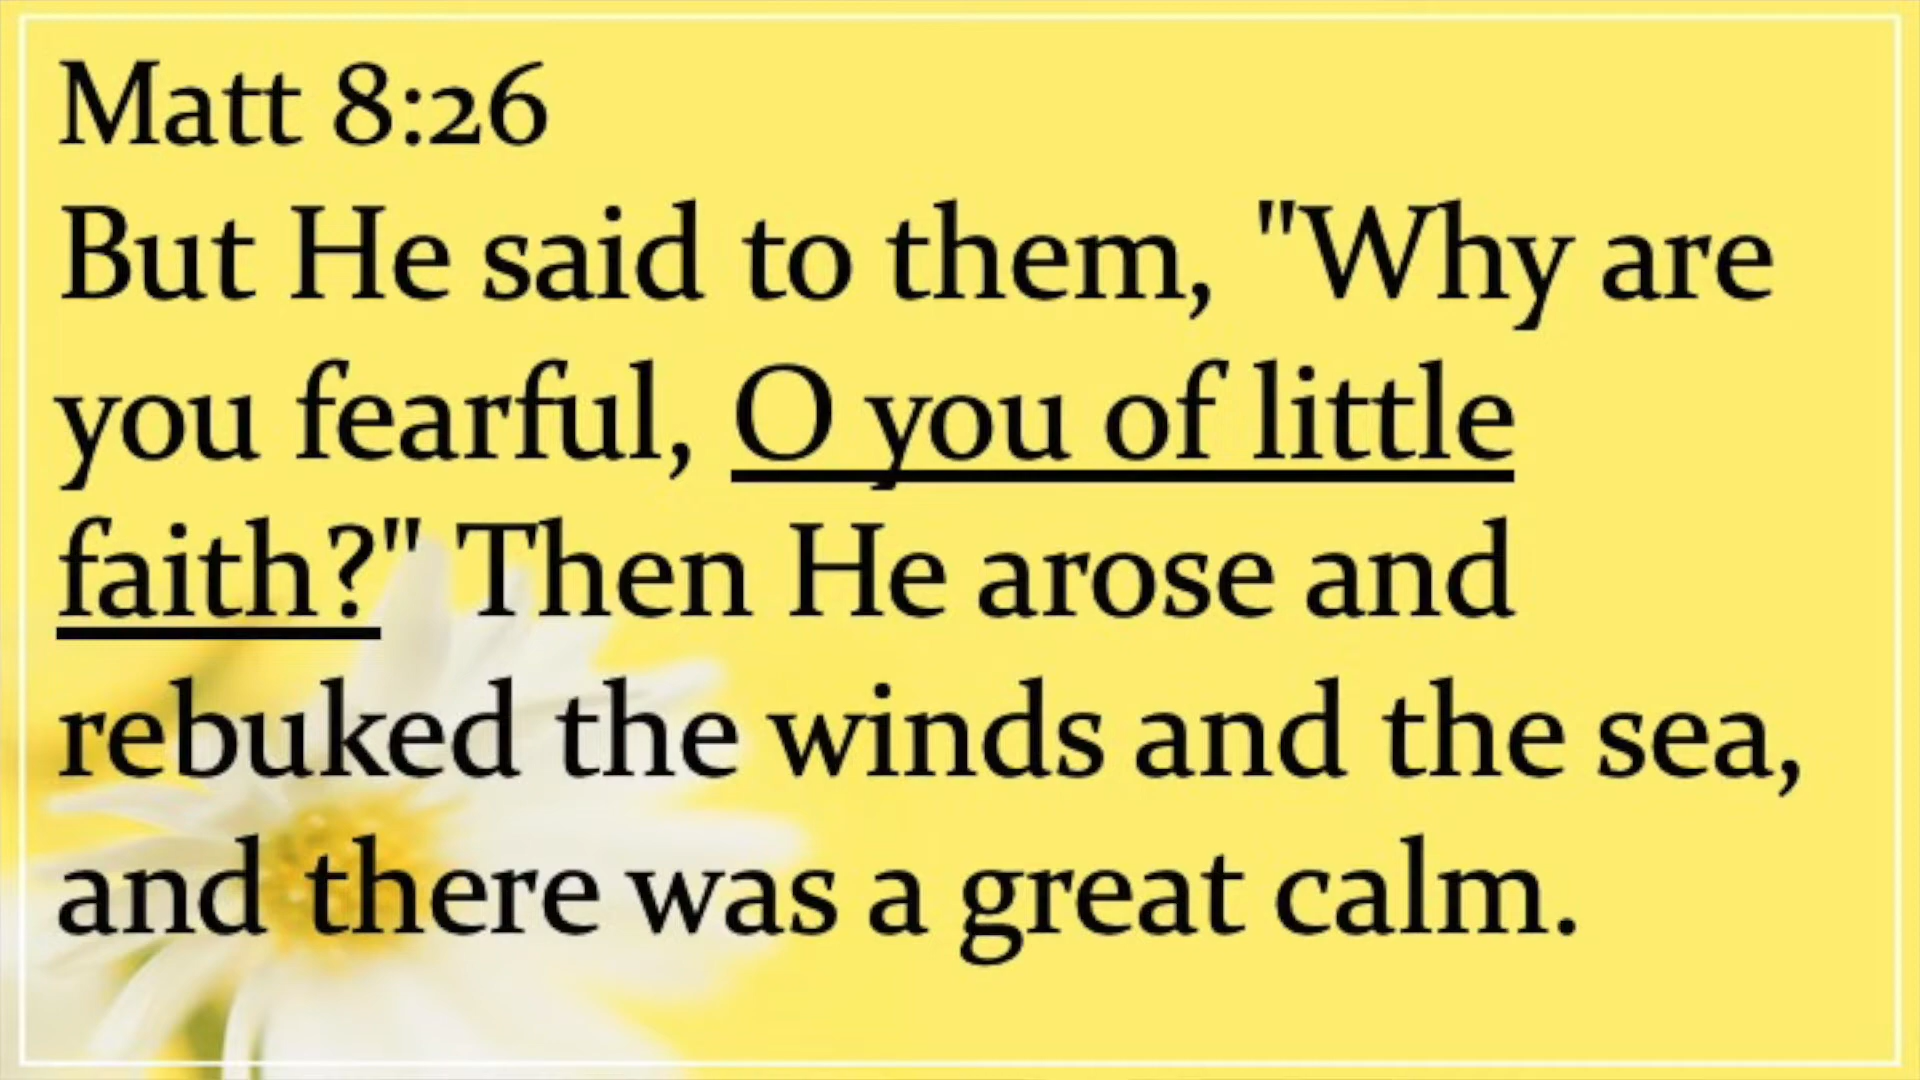 Matt 8:26
But He said to them, "Why are
you fearful, O you of little
faith?" Then He arose and
rebuked the winds and the sea,
and there was a great calm.